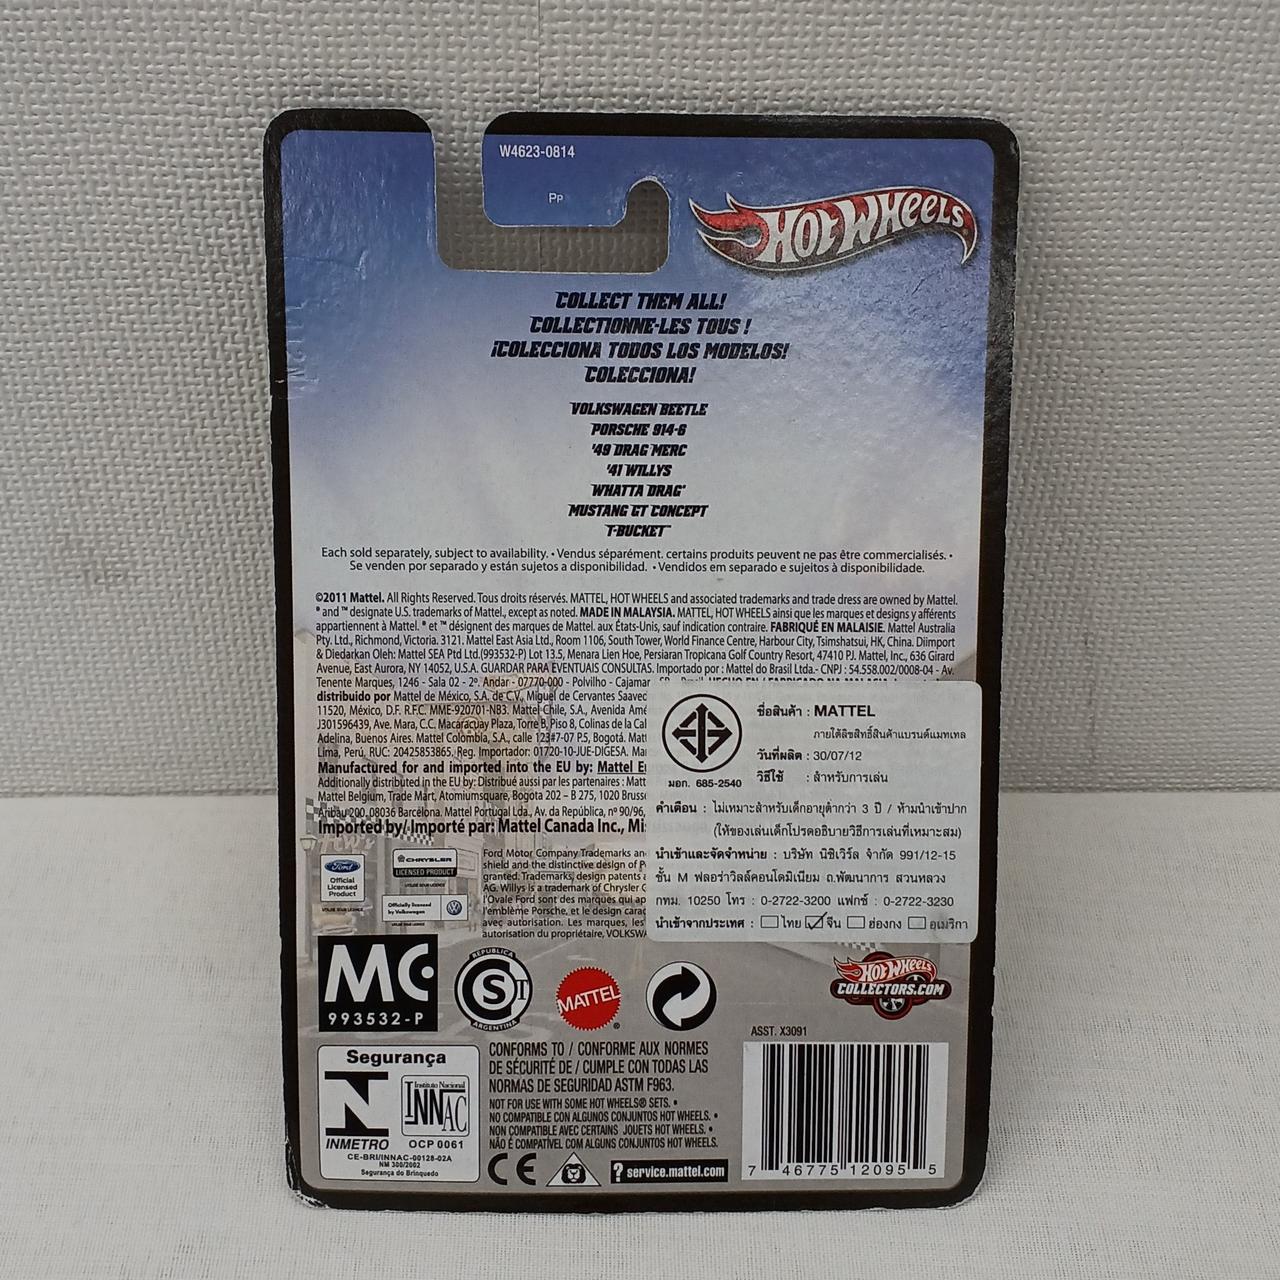 W4623-0814
Pp
HOT WHEELS
COLLECT THEM ALL!
COLLECTIONNE-LES TOUS !
¡COLECCIONA TODOS LOS MODELOS!
COLECCIONA!
VOLKSWAGEN BEETLE
PORSCHE 914-6
'49 DRAG MERC
'41 WILLYS
WHATTA DRAG™
MUSTANG GT CONCEPT
T-BUCKET™
Each sold separately, subject to availability. • Vendus séparément. certains produits peuvent ne pas être commercialisés. •
Se venden por separado y están sujetos a disponibilidad. • Vendidos em separado e sujeitos à disponibilidade.
©2011 Mattel. All Rights Reserved. Tous droits réservés. MATTEL, HOT WHEELS and associated trademarks and trade dress are owned by Mattel.
® and ™ designate U.S. trademarks of Mattel., except as noted. MADE IN MALAYSIA. MATTEL, HOT WHEELS ainsi que les marques et designs y afférents
appartiennent à Mattel. ® et ™ désignent des marques de Mattel. aux États-Unis, sauf indication contraire. FABRIQUÉ EN MALAISIE. Mattel Australia
Pty. Ltd., Richmond, Victoria. 3121. Mattel East Asia Ltd., Room 1106, South Tower, World Finance Centre, Harbour City, Tsimshatsui, HK, China. Diimport
& Diedarkan Oleh: Mattel SEA Ptd Ltd.(993532-P) Lot 13.5, Menara Lien Hoe, Persiaran Tropicana Golf Country Resort, 47410 PJ. Mattel, Inc., 636 Girard
Avenue, East Aurora, NY 14052, U.S.A. GUARDAR PARA EVENTUAIS CONSULTAS. Importado por : Mattel do Brasil Ltda.- CNPJ : 54.558.002/0008-04 - Av.
Tenente Marques, 1246 - Sala 02 - 2º. Andar - 07770-000 - Polvilho - Cajamar
distribuido por Mattel de México, S.A. de C.V., Miguel de Cervantes
11520, México, D.F. R.F.C. MME-920701-NB3. Mattel Chile, S.A., Avenida
J301596439, Ave. Mara, C.C. Macaracuay Plaza, Torre B, Piso 8, Colinas de la
Adelina, Buenos Aires. Mattel Colombia, S.A., calle 123#7-07 P.5, Bogotá.
Lima, Perú, RUC: 20425853865. Reg. Importador: 01720-10-JUE-DIGESA.
Manufactured for and imported into the EU by: Mattel
Additionally distributed in the EU by: Distribué aussi par les partenaires :
Mattel Belgium, Trade Mart, Atomiumsquare, Bogota 202 – B 275, 1020
Aribau 200. 08036 Barcelona. Mattel Portugal Lda., Av. da República, nº 90/96,
Imported by/ Importé par: Mattel Canada Inc.,
มอก. 685-2540
ชื่อสินค้า : MATTEL
ภายใต้ลิขสิทธิ์สินค้าแบรนด์แมทเทล
วันที่ผลิต : 30/07/12
วิธีใช้ : สำหรับการเล่น
คำเตือน : ไม่เหมาะสำหรับเด็กอายุต่ำกว่า 3 ปี / ห้ามนำเข้าปาก
(ให้ของเล่นเด็กโปรดอธิบายวิธีการเล่นที่เหมาะสม)
นำเข้าและจัดจำหน่าย : บริษัท นิชิเวิร์ล จำกัด 991/12-15
ชั้น M ฟลอร่าวิลล์คอนโดมิเนียม ถ.พัฒนาการ สวนหลวง
กทม. 10250 โทร : 0-2722-3200 แฟกซ์ : 0-2722-3230
นำเข้าจากประเทศ : ไทย จีน ฮ่องกง อเมริกา
Ford
Official
Licensed
Product
CHRYSLER
LICENSED PRODUCT
Officially licensed
by Volkswagen
Ford Motor Company Trademarks
shield and the distinctive design of
granted. Trademarks, design patents
AG. Willys is a trademark of Chrysler
l'Ovale Ford sont des marques qui
l'emblème Porsche, et le design
avec autorisation. Les marques, les
autorisation du propriétaire,
MC
993532-P
REPUBLICA
S
ARGENTINA
MATTEL
HOT WHEELS
COLLECTORS.COM
ASST. X3091
Segurança
INMETRO
Instituto Nacional
INNAC
OCP 0061
CE-BRI/INNAC-00128-02A
NM 300/2002
Segurança do Brinquedo
CONFORMS TO / CONFORME AUX NORMES
DE SÉCURITÉ DE / CUMPLE CON TODAS LAS
NORMAS DE SEGURIDAD ASTM F963.
NOT FOR USE WITH SOME HOT WHEELS® SETS. •
NO COMPATIBLE CON ALGUNOS CONJUNTOS HOT WHEELS. •
NON COMPATIBLE AVEC CERTAINS JOUETS HOT WHEELS. •
NÃO É COMPATÍVEL COM ALGUNS CONJUNTOS HOT WHEELS.
CE
? service.mattel.com
7 46775 12095 5